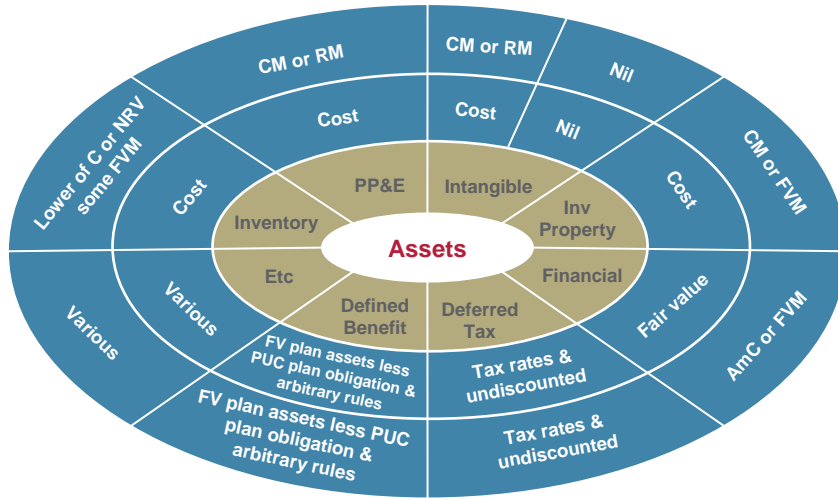 CM or RM
CM or RM
Nil
Lower of C or NRV
some FVM
Cost
Cost
Nil
CM or FVM
Cost
Cost
PP&E
Intangible
Inventory
Inv
Property
Assets
Etc
Financial
Defined
Benefit
Deferred
Tax
Various
Various
Fair value
AmC or FVM
FV plan assets less
PUC plan obligation &
arbitrary rules
Tax rates &
undiscounted
FV plan assets less PUC
plan obligation &
arbitrary rules
Tax rates &
undiscounted